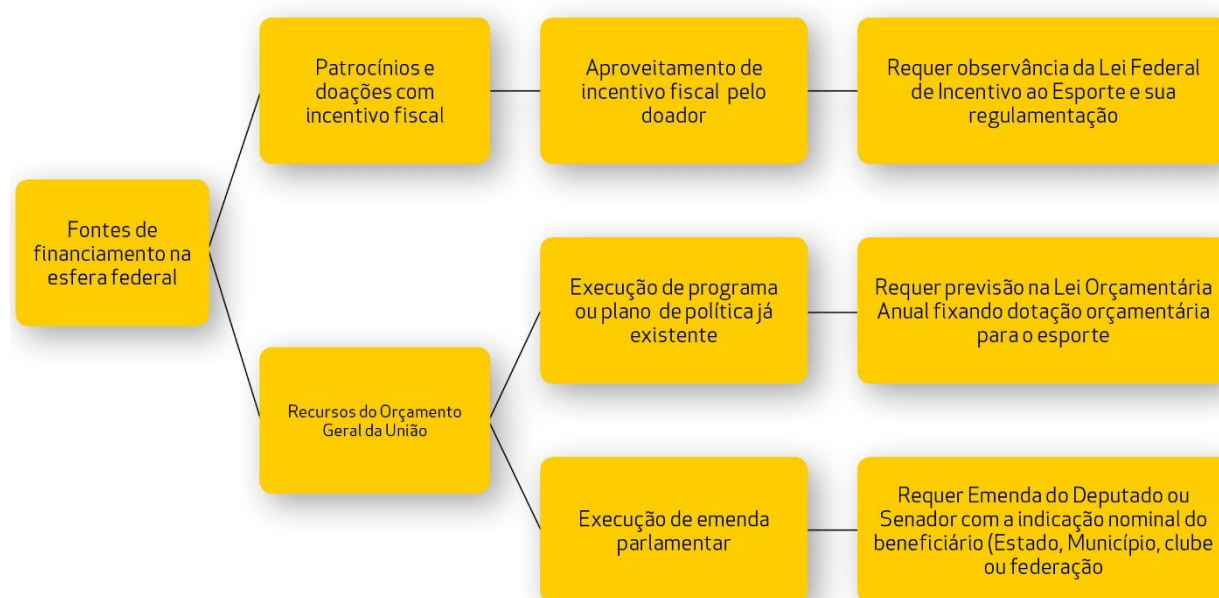 Patrocínios e
doações com
incentivo fiscal
Aproveitamento de
incentivo fiscal pelo
doador
Requer observância da Lei Federal
de Incentivo ao Esporte e sua
regulamentação
Fontes de
financiamento na
esfera federal
Execução de programa
ou plano de política já
existente
Requer previsão na Lei Orçamentária
Anual fixando dotação orçamentária
para o esporte
Recursos do Orçamento
Geral da União
Execução de emenda
parlamentar
Requer Emenda do Deputado ou
Senador com a indicação nominal do
beneficiário (Estado, Município, clube
ou federação